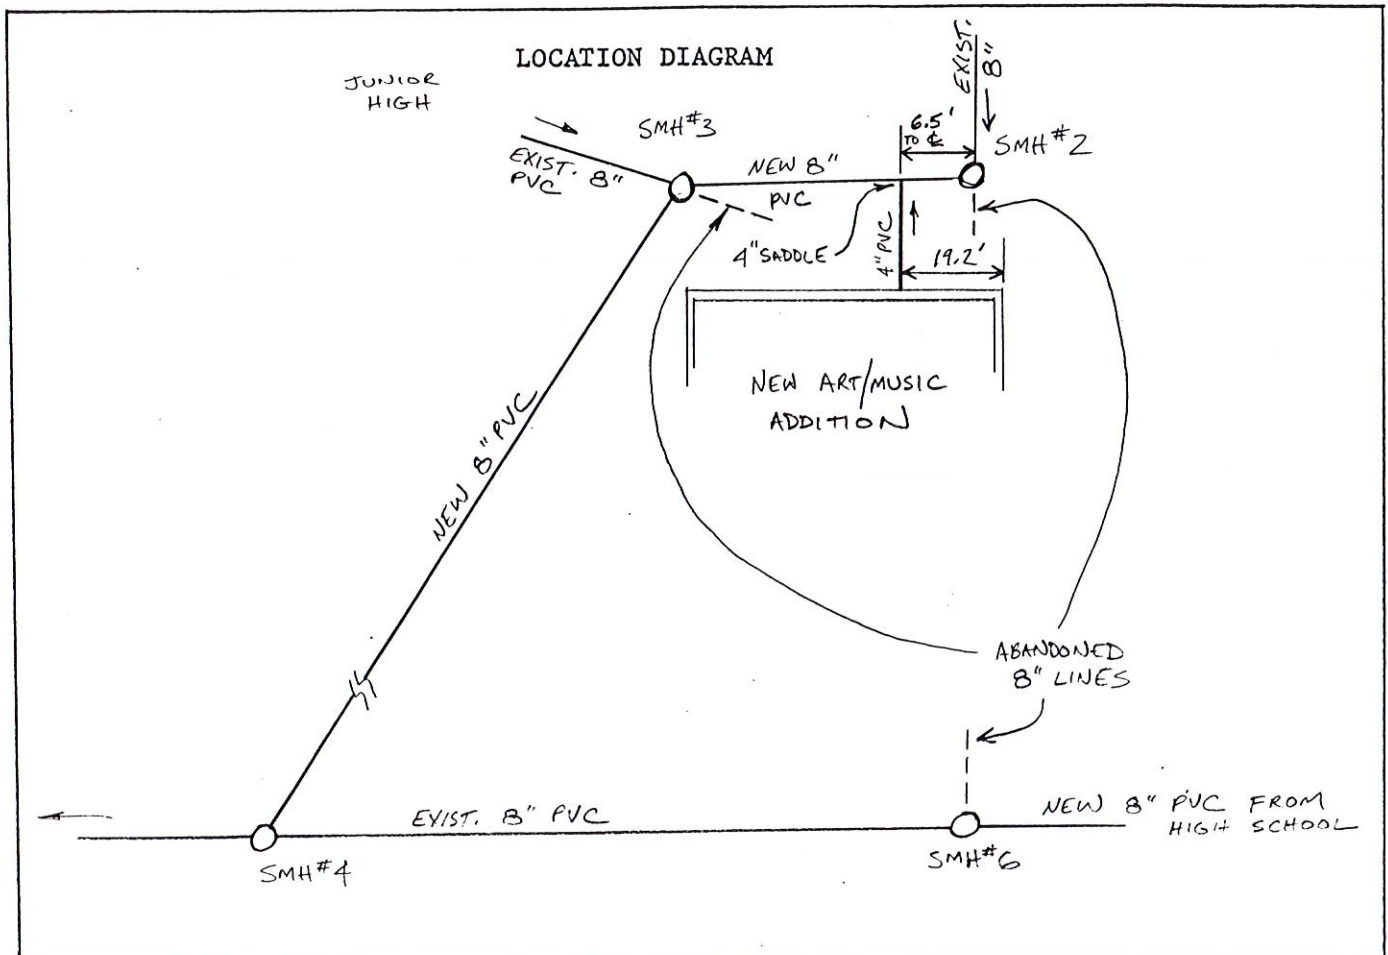 LOCATION DIAGRAM
JUNIOR
HIGH
EXIST.
8"
SMH#3
6.5'
TO ℄
SMH#2
EXIST. 8"
PVC
NEW 8"
PVC
4" SADDLE
4" PVC
19.2'
NEW ART/MUSIC
ADDITION
NEW 8" PVC
ABANDONED
8" LINES
EXIST. 8" PVC
NEW 8" PVC FROM
HIGH SCHOOL
SMH#4
SMH#6